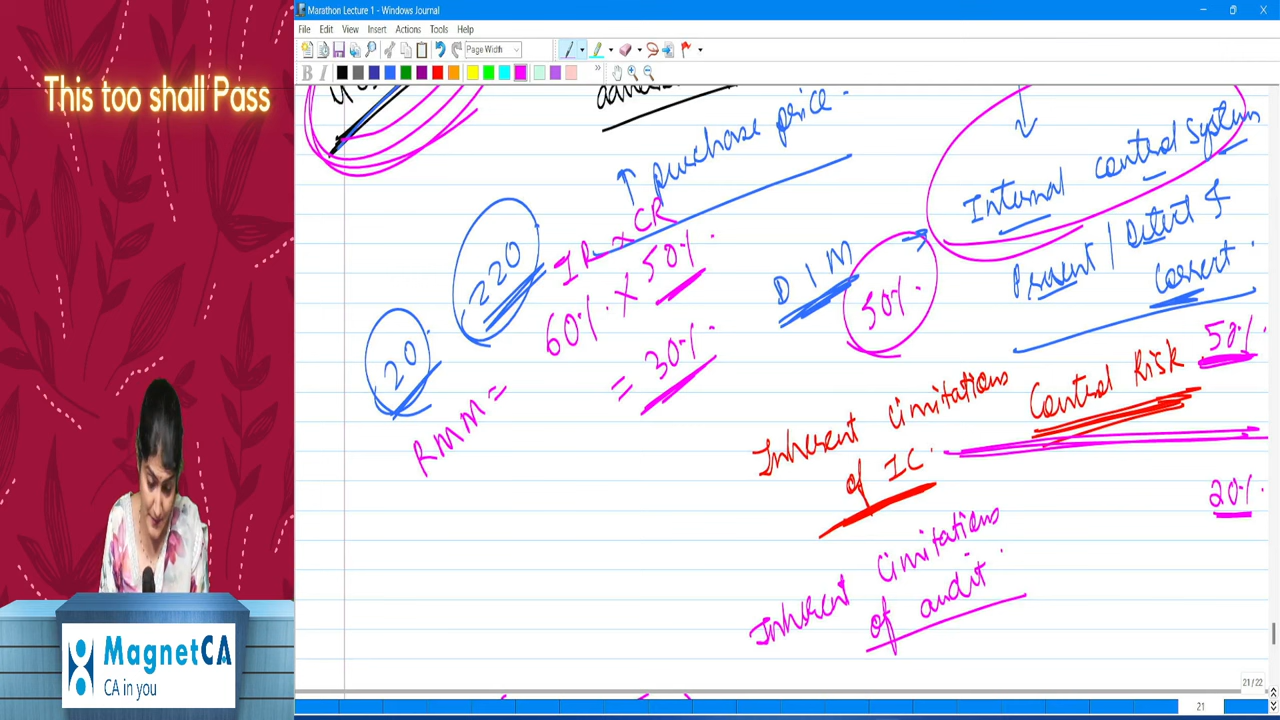 Marathon Lecture 1 - Windows Journal
File Edit View Insert Actions Tools Help
Page Width
B I
This too shall Pass
↑ purchase price.
Internal control system
Prevent / Detect &
Correct.
220
20
IR × CR
60% × 50%.
= 30%.
RMM =
D I M
50%.
50%.
Control Risk
Inherent limitations
of IC.
20%.
Inherent limitations
of audit.
MagnetCA
CA in you
21 / 22
21